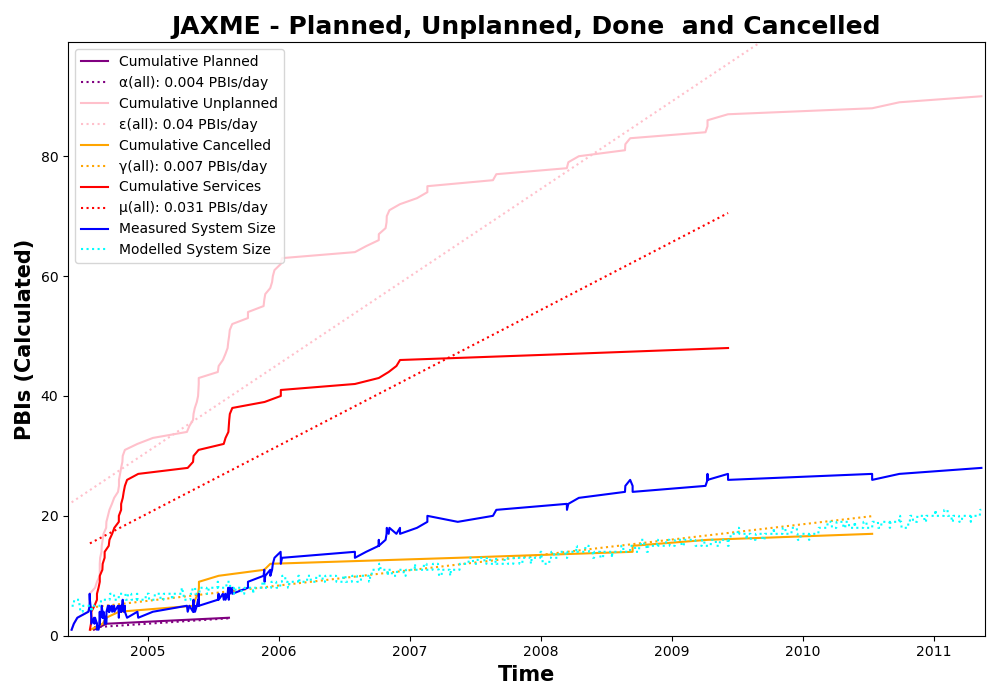 JAXME - Planned, Unplanned, Done  and Cancelled
Cumulative Planned
α(all): 0.004 PBIs/day
Cumulative Unplanned
ε(all): 0.04 PBIs/day
Cumulative Cancelled
γ(all): 0.007 PBIs/day
Cumulative Services
μ(all): 0.031 PBIs/day
Measured System Size
Modelled System Size
PBIs (Calculated)
80
60
40
20
0
2005 2006 2007 2008 2009 2010 2011
Time